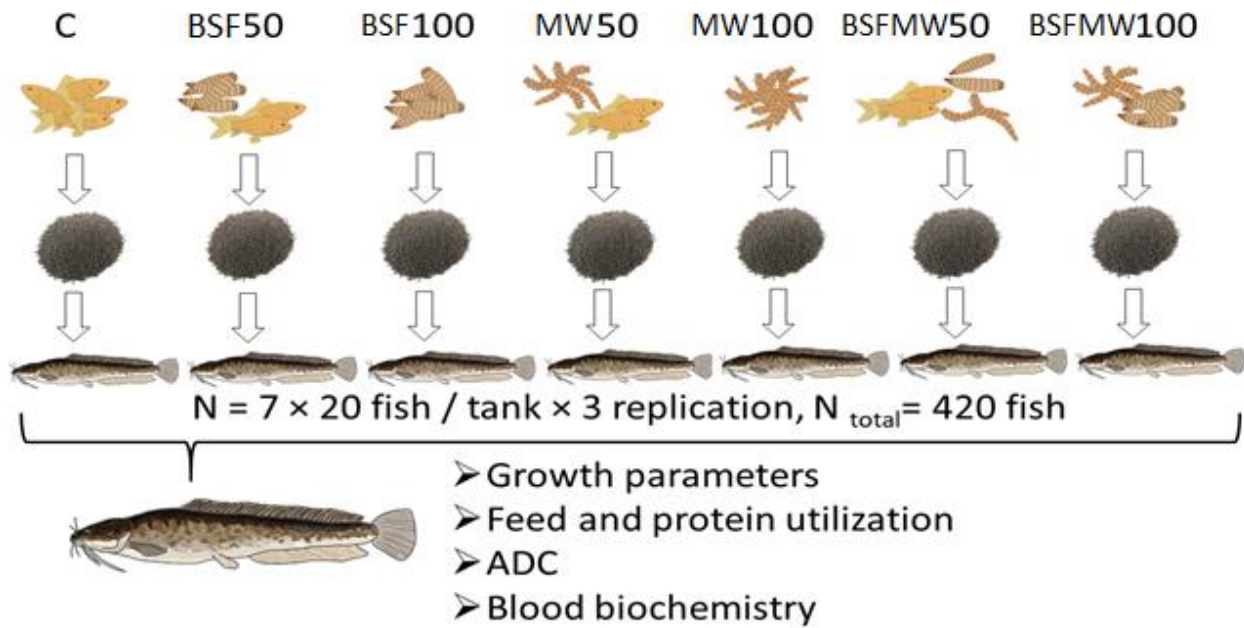 C BSF50 BSF100 MW50 MW100 BSFMW50 BSFMW100
N = 7 × 20 fish / tank × 3 replication, N total= 420 fish
➢Growth parameters
➢Feed and protein utilization
➢ADC
➢Blood biochemistry